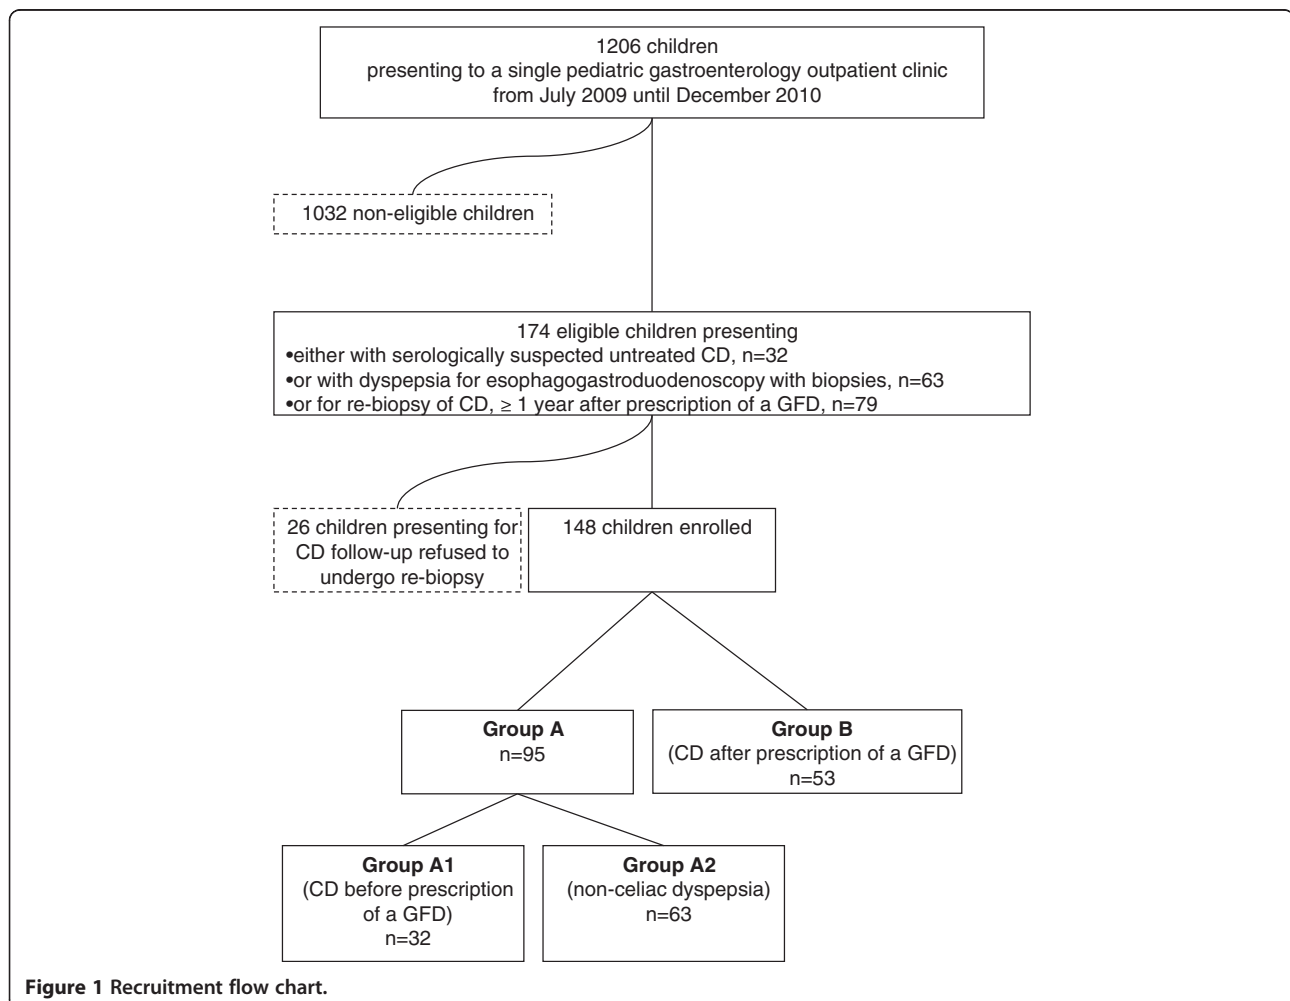 1206 children
presenting to a single pediatric gastroenterology outpatient clinic
from July 2009 until December 2010
1032 non-eligible children
174 eligible children presenting
•either with serologically suspected untreated CD, n=32
•or with dyspepsia for esophagogastroduodenoscopy with biopsies, n=63
•or for re-biopsy of CD, ≥ 1 year after prescription of a GFD, n=79
26 children presenting for
CD follow-up refused to
undergo re-biopsy
148 children enrolled
Group A
n=95
Group B
(CD after prescription of a GFD)
n=53
Group A1
(CD before prescription
of a GFD)
n=32
Group A2
(non-celiac dyspepsia)
n=63
Figure 1 Recruitment flow chart.